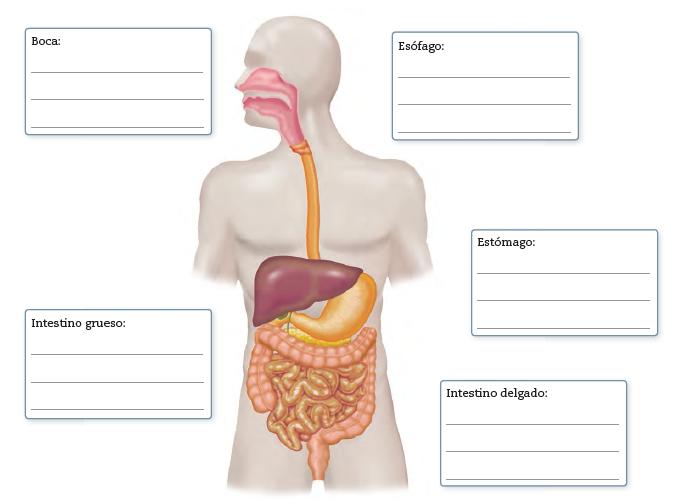 Boca:
Esófago:
Estómago:
Intestino grueso:
Intestino delgado: